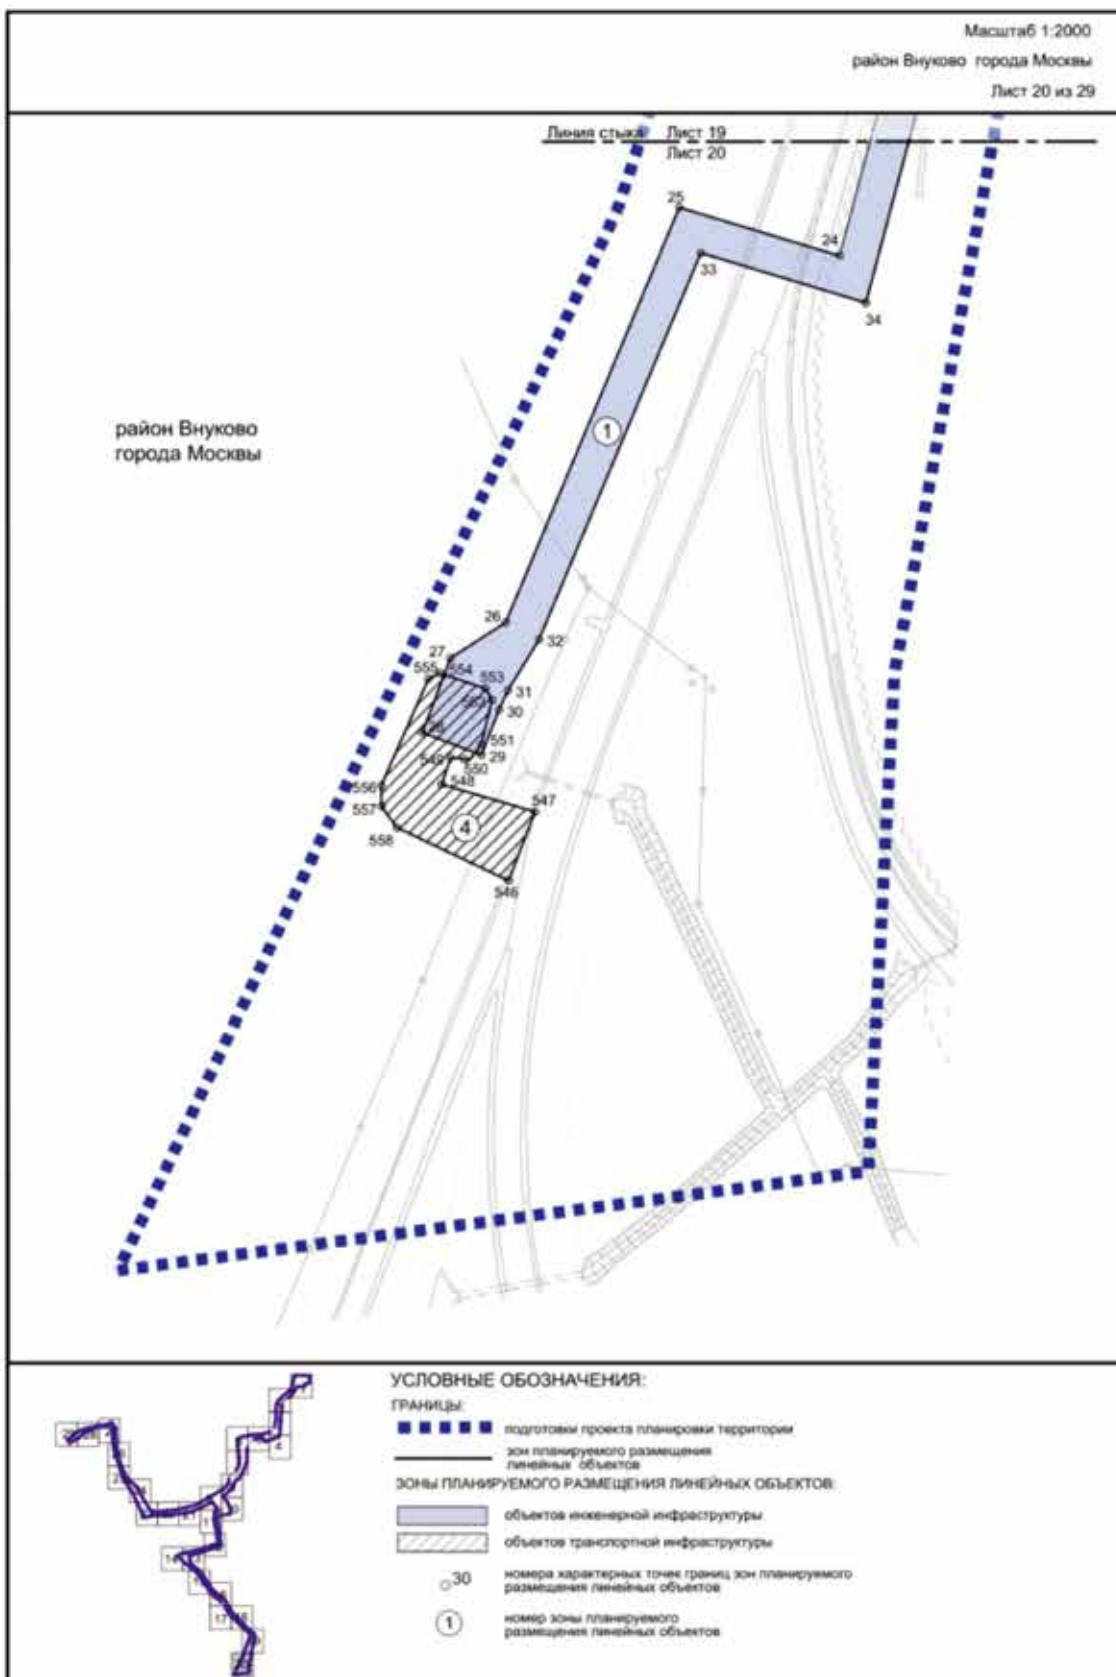 Масштаб 1:2000
район Внуково города Москвы
Лист 20 из 29
Линия стыка Лист 19
Лист 20
25
24
33
34
1
район Внуково
города Москвы
26
32
27
555 554 553
31
30
551
29
550
548
556
557
547
4
558
546
УСЛОВНЫЕ ОБОЗНАЧЕНИЯ:
ГРАНИЦЫ:
подготовки проекта планировки территории
зон планируемого размещения
линейных объектов
ЗОНЫ ПЛАНИРУЕМОГО РАЗМЕЩЕНИЯ ЛИНЕЙНЫХ ОБЪЕКТОВ:
объектов инженерной инфраструктуры
объектов транспортной инфраструктуры
30 номера характерных точек границ зон планируемого
размещения линейных объектов
1 номер зоны планируемого
размещения линейных объектов
4
14
17